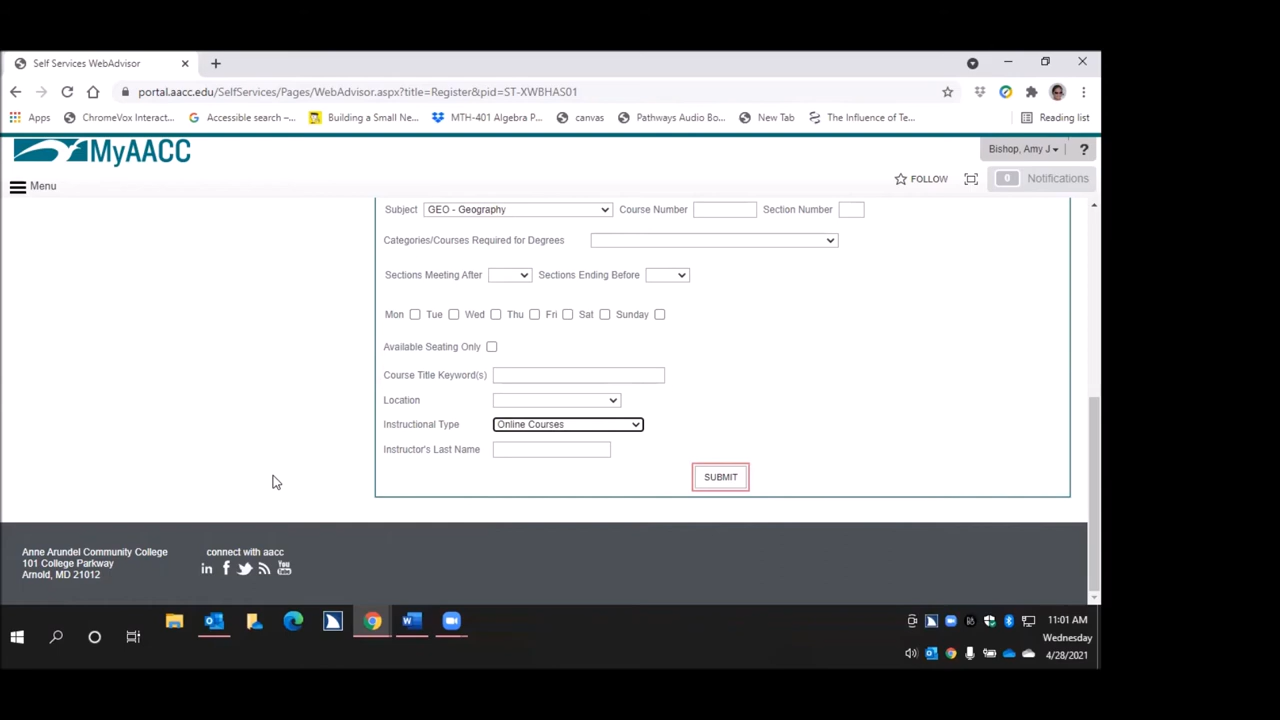 Self Services WebAdvisor
portal.aacc.edu/SelfServices/Pages/WebAdvisor.aspx?title=Register&pid=ST-XWBHAS01
Apps ChromeVox Interact... Accessible search –... Building a Small Ne... MTH-401 Algebra P... canvas Pathways Audio Bo... New Tab The Influence of Te... Reading list
MyAACC
Bishop, Amy J ?
Menu
FOLLOW 0 Notifications
Subject GEO - Geography Course Number Section Number
Categories/Courses Required for Degrees
Sections Meeting After Sections Ending Before
Mon Tue Wed Thu Fri Sat Sunday
Available Seating Only
Course Title Keyword(s)
Location
Instructional Type Online Courses
Instructor's Last Name
SUBMIT
Anne Arundel Community College
101 College Parkway
Arnold, MD 21012
connect with aacc
in f You Tube
11:01 AM
Wednesday
4/28/2021